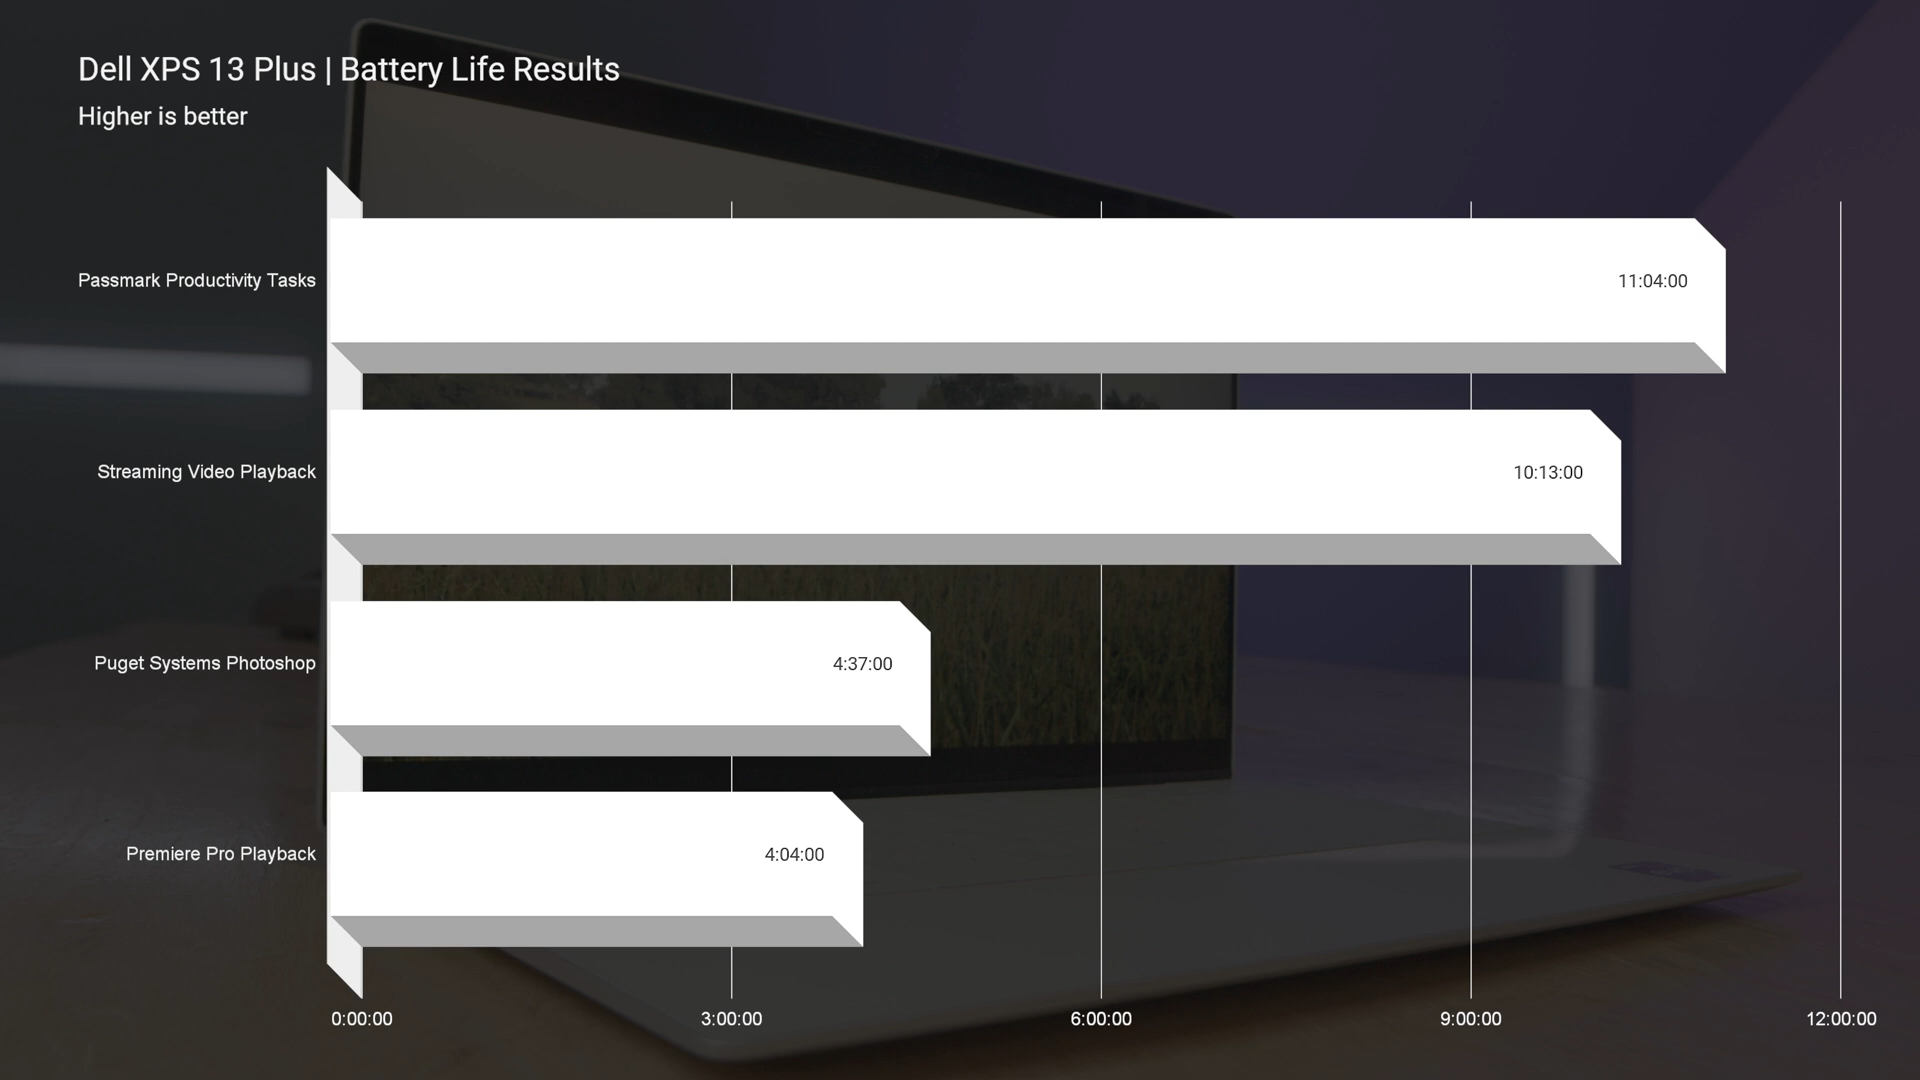 Dell XPS 13 Plus | Battery Life Results
Higher is better
Passmark Productivity Tasks
11:04:00
Streaming Video Playback
10:13:00
Puget Systems Photoshop
4:37:00
Premiere Pro Playback
4:04:00
0:00:00
3:00:00
6:00:00
9:00:00
12:00:00